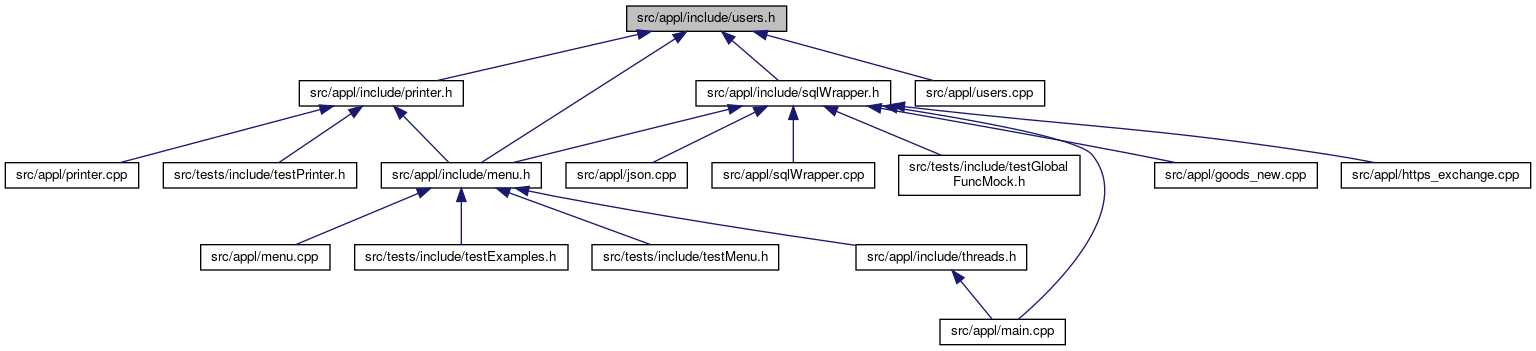 src/appl/include/users.h
src/appl/include/printer.h
src/appl/include/sqlWrapper.h
src/appl/users.cpp
src/appl/printer.cpp
src/tests/include/testPrinter.h
src/appl/include/menu.h
src/appl/json.cpp
src/appl/sqlWrapper.cpp
src/tests/include/testGlobal
FuncMock.h
src/appl/goods_new.cpp
src/appl/https_exchange.cpp
src/appl/menu.cpp
src/tests/include/testExamples.h
src/tests/include/testMenu.h
src/appl/include/threads.h
src/appl/main.cpp